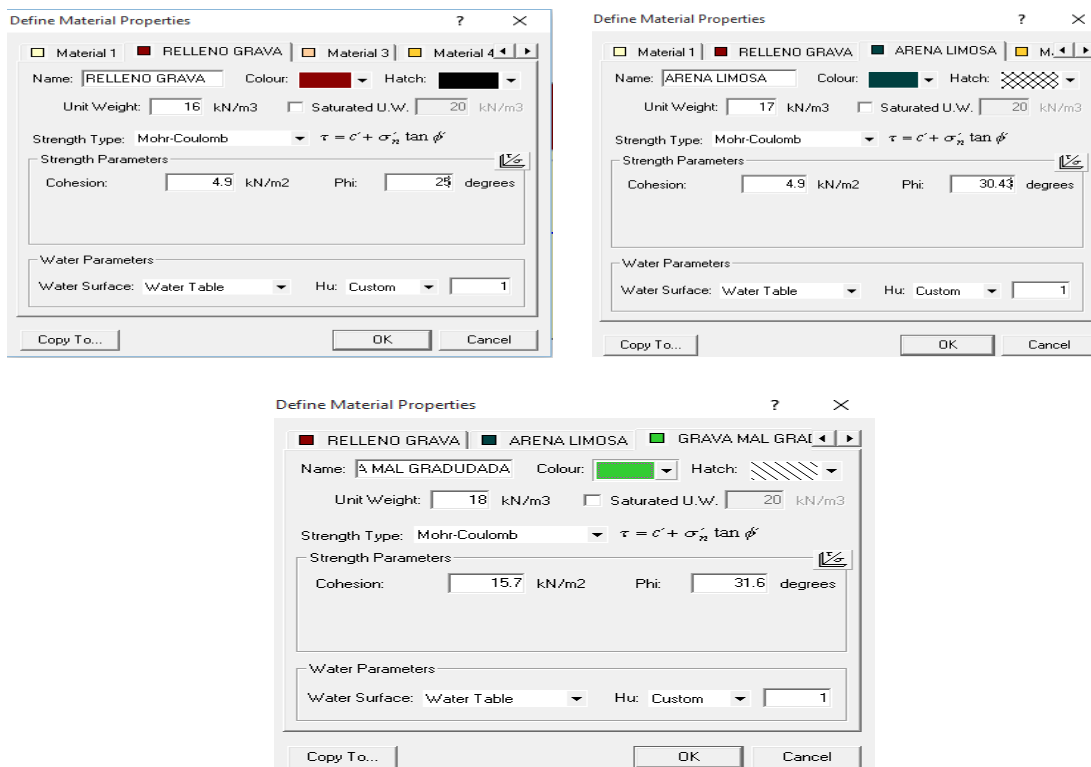 Define Material Properties ? ×
Material 1 RELLENO GRAVA Material 3 Material 4
Name: RELLENO GRAVA Colour: Hatch:
Unit Weight: 16 kN/m3 Saturated U.W. 20 kN/m3
Strength Type: Mohr-Coulomb τ = c´ + σ´n tan ϕ´
Strength Parameters
Cohesion: 4.9 kN/m2 Phi: 25 degrees
Water Parameters
Water Surface: Water Table Hu: Custom 1
Copy To... OK Cancel
Define Material Properties ? ×
Material 1 RELLENO GRAVA ARENA LIMOSA M.
Name: ARENA LIMOSA Colour: Hatch:
Unit Weight: 17 kN/m3 Saturated U.W. 20 kN/m3
Strength Type: Mohr-Coulomb τ = c´ + σ´n tan ϕ´
Strength Parameters
Cohesion: 4.9 kN/m2 Phi: 30.43 degrees
Water Parameters
Water Surface: Water Table Hu: Custom 1
Copy To... OK Cancel
Define Material Properties ? ×
RELLENO GRAVA ARENA LIMOSA GRAVA MAL GRAD
Name: A MAL GRADUDADA Colour: Hatch:
Unit Weight: 18 kN/m3 Saturated U.W. 20 kN/m3
Strength Type: Mohr-Coulomb τ = c´ + σ´n tan ϕ´
Strength Parameters
Cohesion: 15.7 kN/m2 Phi: 31.6 degrees
Water Parameters
Water Surface: Water Table Hu: Custom 1
Copy To... OK Cancel